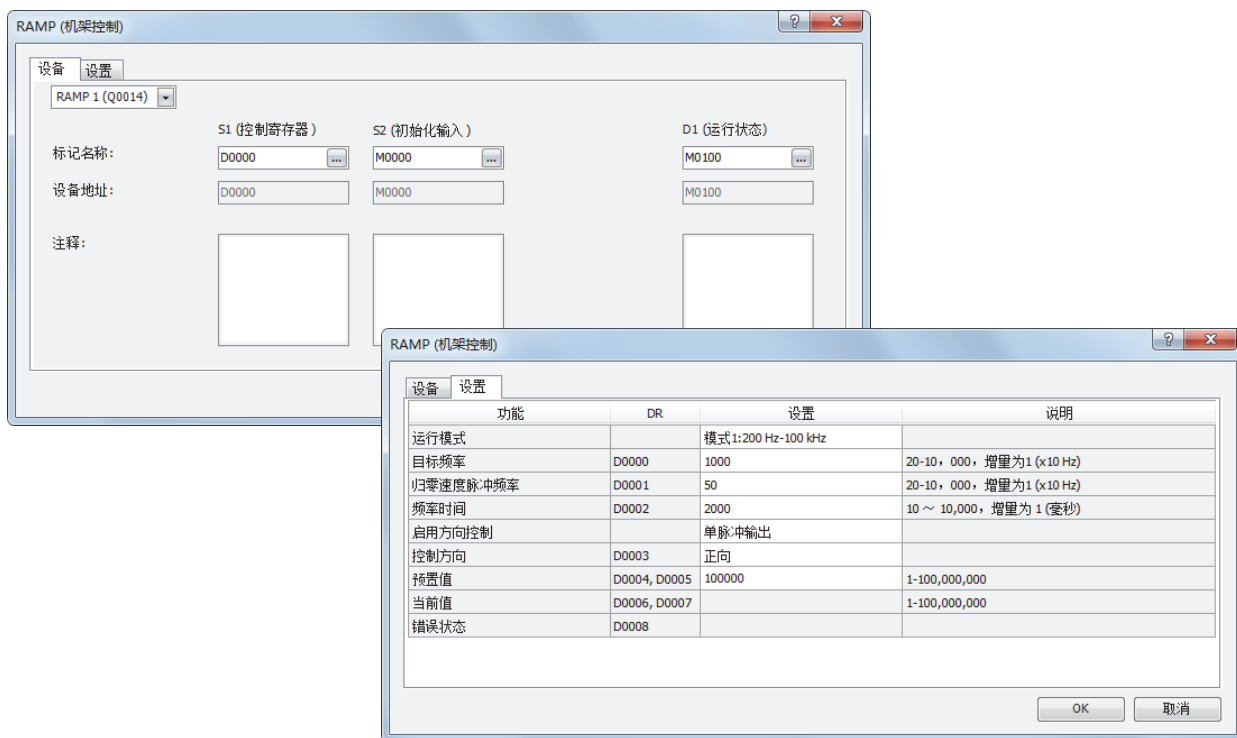 RAMP (机架控制)
设备 设置
RAMP 1 (Q0014)
S1 (控制寄存器) S2 (初始化输入) D1 (运行状态)
标记名称: D0000 ... M0000 ... M0100 ...
设备地址: D0000 M0000 M0100
注释:
RAMP (机架控制)
设备 设置
功能 DR 设置 说明
运行模式 模式1:200 Hz-100 kHz
目标频率 D0000 1000 20-10，000，增量为1 (x10 Hz)
归零速度脉冲频率 D0001 50 20-10，000，增量为1 (x10 Hz)
频率时间 D0002 2000 10 ～ 10,000，增量为 1 (毫秒)
启用方向控制 单脉冲输出
控制方向 D0003 正向
预置值 D0004, D0005 100000 1-100,000,000
当前值 D0006, D0007 1-100,000,000
错误状态 D0008
OK 取消